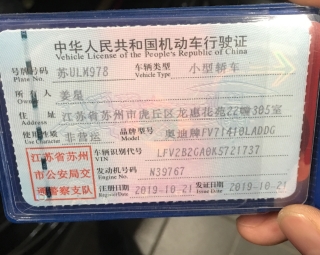 中华人民共和国机动车行驶证
Vehicle License of the People's Republic of China
号牌号码 苏ULM978 车辆类型 小型轿车
Plate No. Vehicle Type
所有人 姜星
Owner
住址 江苏省苏州市虎丘区龙惠花苑22幢305室
Address
使用性质 非营运 品牌型号 奥迪牌FV71410LADDG
Use Character Model
江苏省苏州
市公安局交
通警察支队
车辆识别代号 LFV2B2GA0K5721737
VIN
发动机号码 N39767
Engine No.
注册日期 2019-10-21 发证日期 2019-10-21
Register Date Issue Date